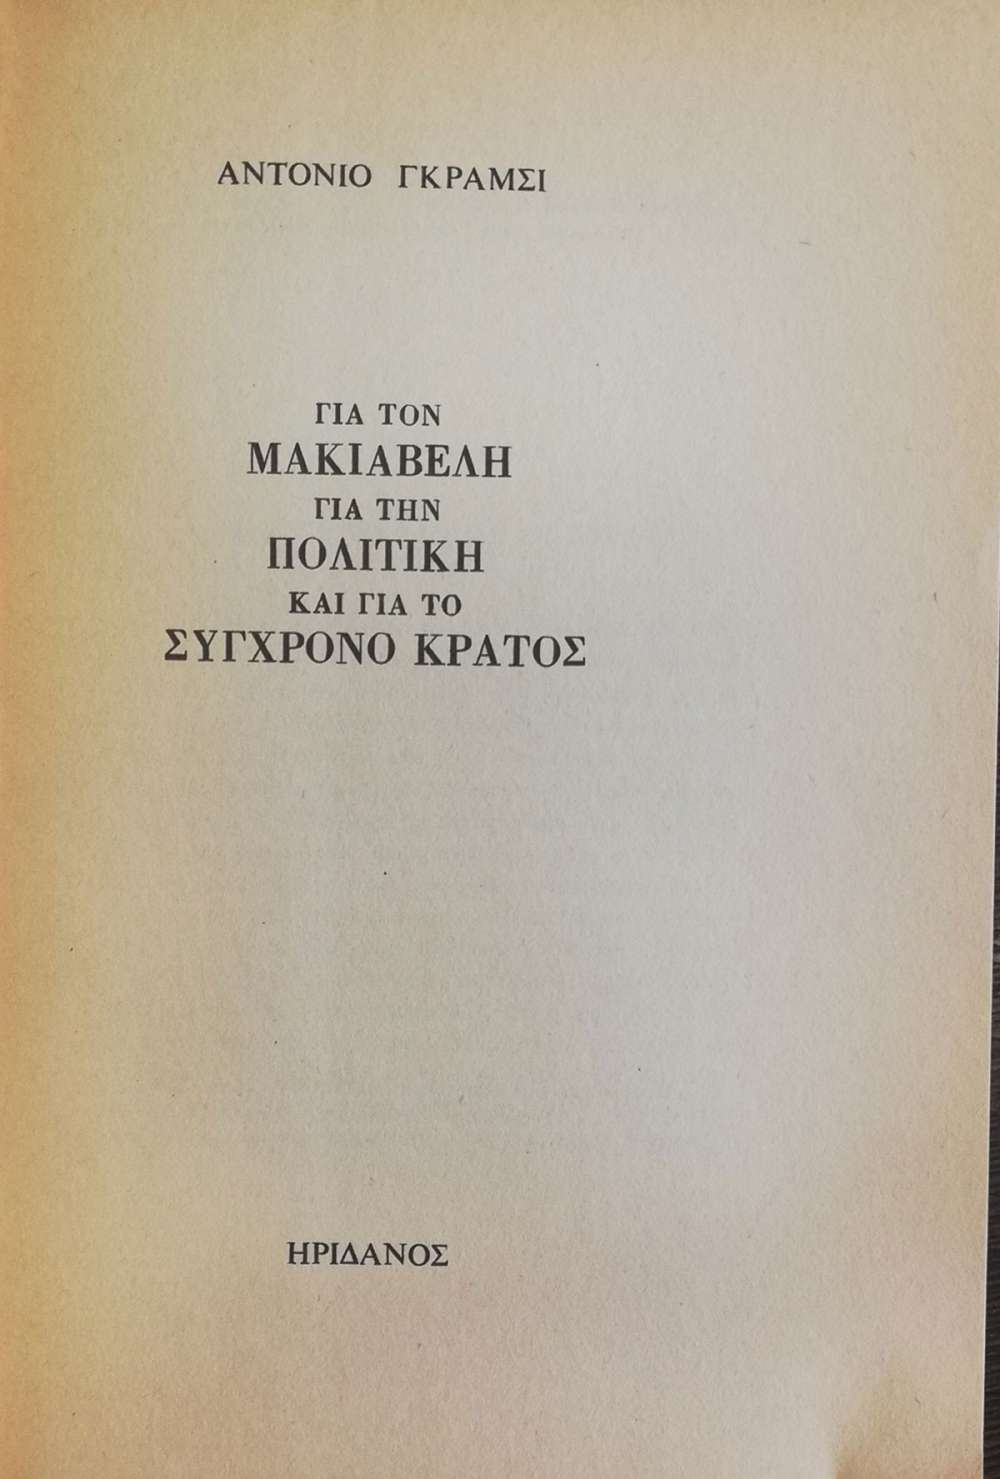 ΑΝΤΟΝΙΟ ΓΚΡΑΜΣΙ
ΓΙΑ ΤΟΝ
ΜΑΚΙΑΒΕΛΗ
ΓΙΑ ΤΗΝ
ΠΟΛΙΤΙΚΗ
ΚΑΙ ΓΙΑ ΤΟ
ΣΥΓΧΡΟΝΟ ΚΡΑΤΟΣ
ΗΡΙΔΑΝΟΣ